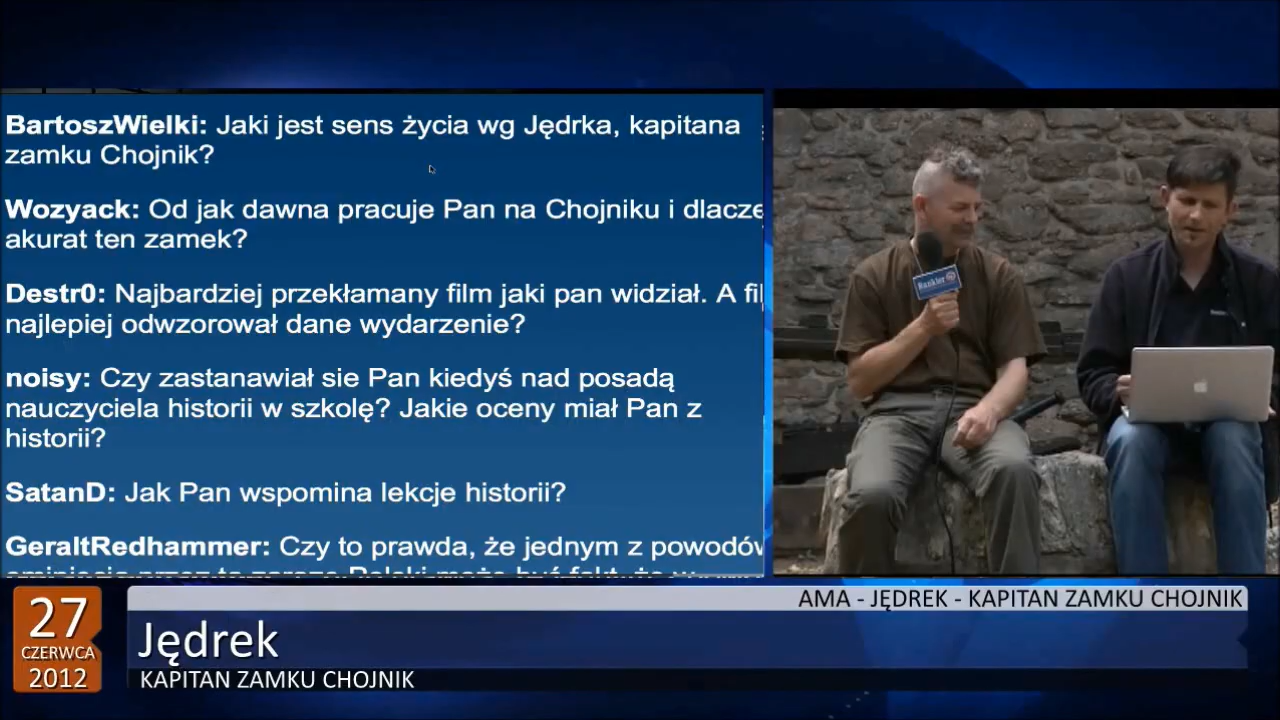 BartoszWielki: Jaki jest sens życia wg Jędrka, kapitana
zamku Chojnik?
Wozyack: Od jak dawna pracuje Pan na Chojniku i dlacze
akurat ten zamek?
Destr0: Najbardziej przekłamany film jaki pan widział. A fil
najlepiej odwzorował dane wydarzenie?
noisy: Czy zastanawiał sie Pan kiedyś nad posadą
nauczyciela historii w szkolę? Jakie oceny miał Pan z
historii?
SatanD: Jak Pan wspomina lekcje historii?
GeraltRedhammer: Czy to prawda, że jednym z powodów
Bankier
27
CZERWCA
2012
AMA - JĘDREK - KAPITAN ZAMKU CHOJNIK
Jędrek
KAPITAN ZAMKU CHOJNIK